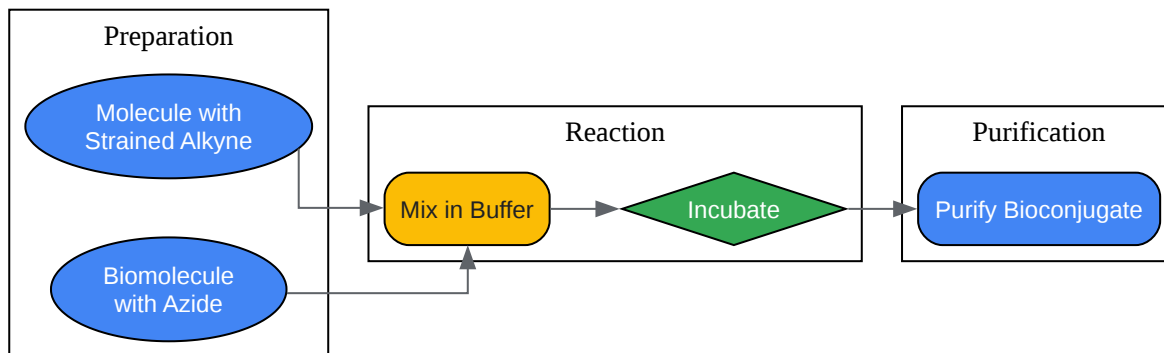 Preparation
Molecule with
Strained Alkyne
Biomolecule
with Azide
Reaction
Mix in Buffer
Incubate
Purification
Purify Bioconjugate